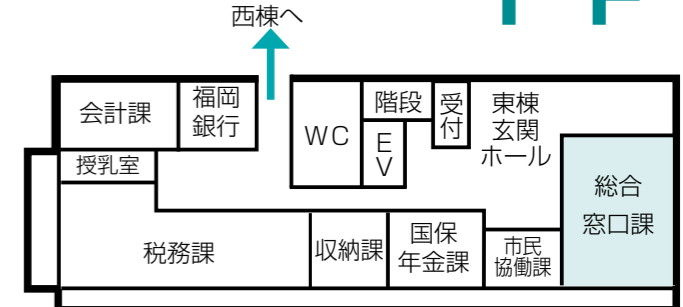 西棟へ
会計課
福岡
銀行
WC
階段
EV
受付
東棟
玄関
ホール
授乳室
総合
窓口課
税務課
収納課
国保
年金課
市民
協働課